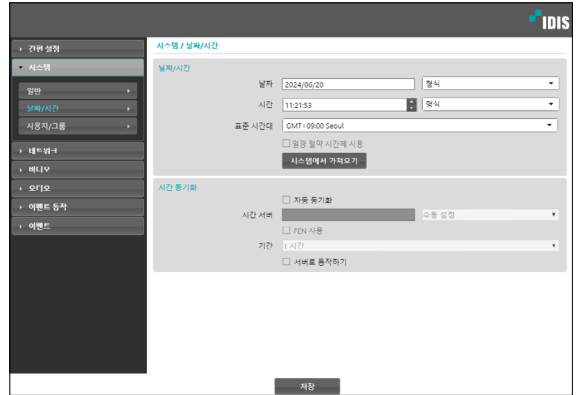 IDIS
간편 설정
시스템
일반
날짜/시간
사용자/그룹
네트워크
비디오
오디오
이벤트 동작
이벤트
시스템 / 날짜/시간
날짜/시간
날짜 2024/06/20 형식
시간 11:21:53 형식
표준 시간대 GMT+09:00 Seoul
일광 절약 시간제 사용
시스템에서 가져오기
시간 동기화
자동 동기화
시간 서버 수동 설정
FEN 사용
기간 1 시간
서버로 동작하기
저장